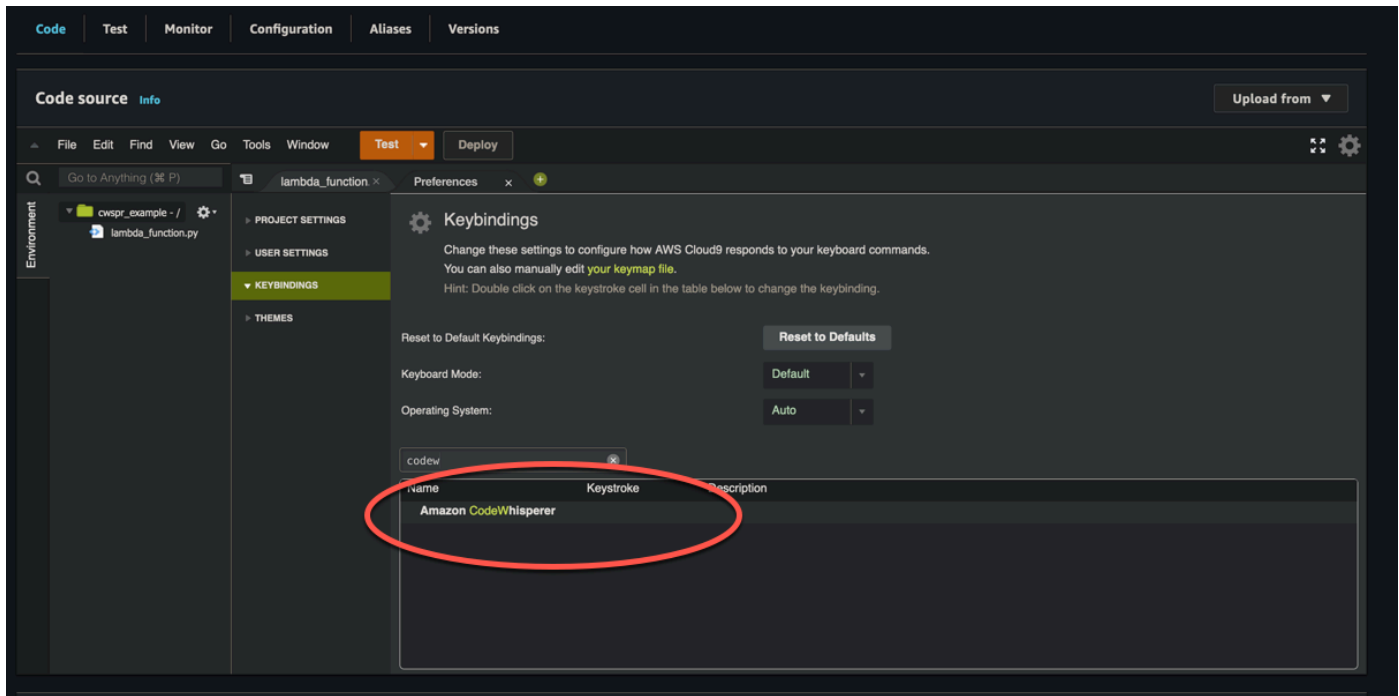 Code Test Monitor Configuration Aliases Versions
Code source Info
Upload from
File Edit Find View Go Tools Window Test Deploy
Go to Anything (⌘ P)
lambda_function
Preferences
Environment
cwspr_example - /
lambda_function.py
PROJECT SETTINGS
USER SETTINGS
KEYBINDINGS
THEMES
Keybindings
Change these settings to configure how AWS Cloud9 responds to your keyboard commands.
You can also manually edit your keymap file.
Hint: Double click on the keystroke cell in the table below to change the keybinding.
Reset to Default Keybindings: Reset to Defaults
Keyboard Mode: Default
Operating System: Auto
codew
Name Keystroke Description
Amazon CodeWhisperer